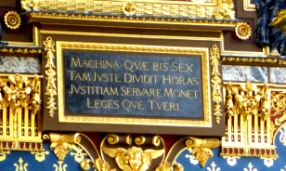 MACHINA QVÆ BIS SEX
TAM JVSTE DIVIDIT HORAS
JVSTITIAM SERVARE MONET
LEGES QVE TVERI